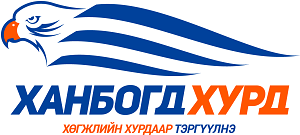 ХАНБОГД ХУРД
ХӨГЖЛИЙН ХУРДААР ТЭРГҮҮЛНЭ